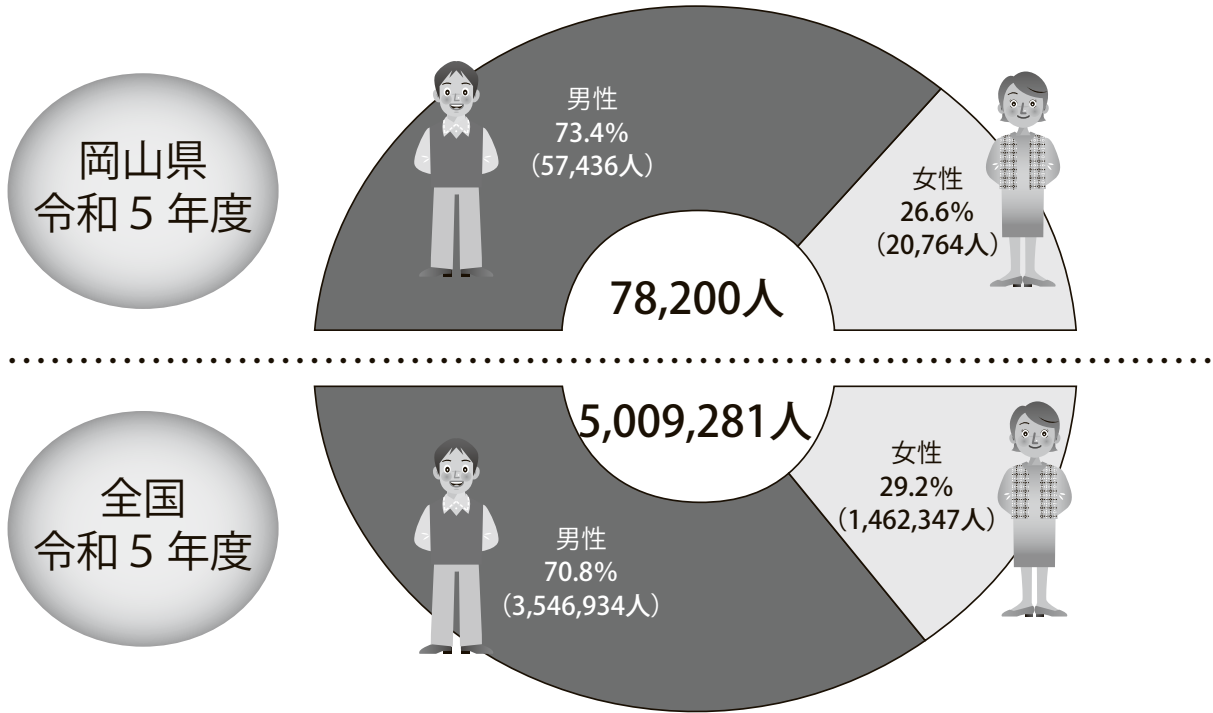 岡山県
令和５年度
男性
73.4%
（57,436人）
女性
26.6%
（20,764人）
78,200人
全国
令和５年度
5,009,281人
女性
29.2%
（1,462,347人）
男性
70.8%
（3,546,934人）